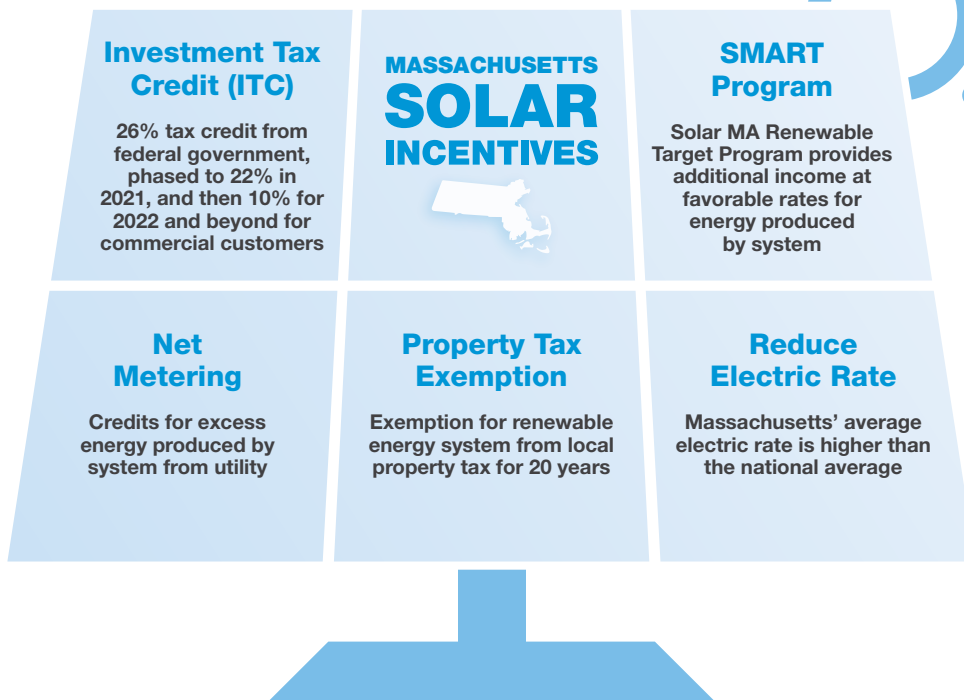 Investment Tax
Credit (ITC)
26% tax credit from
federal government,
phased to 22% in
2021, and then 10% for
2022 and beyond for
commercial customers
MASSACHUSETTS
SOLAR
INCENTIVES
SMART
Program
Solar MA Renewable
Target Program provides
additional income at
favorable rates for
energy produced
by system
Net
Metering
Credits for excess
energy produced by
system from utility
Property Tax
Exemption
Exemption for renewable
energy system from local
property tax for 20 years
Reduce
Electric Rate
Massachusetts’ average
electric rate is higher than
the national average